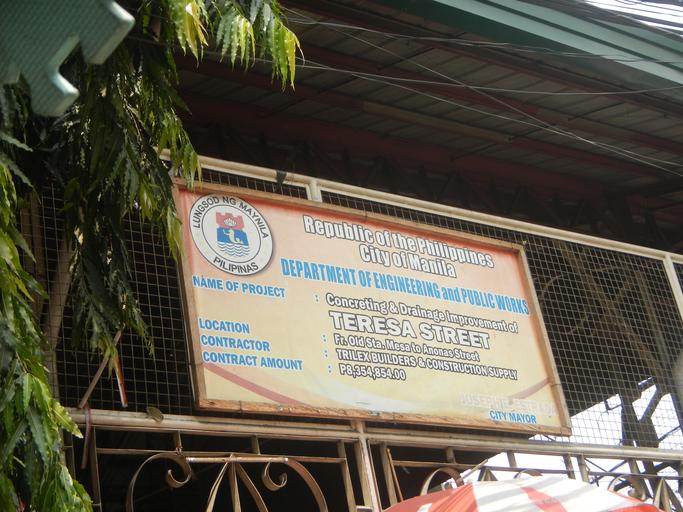 LUNGSOD NG MAYNILA
PILIPINAS
Republic of the Philippines
City of Manila
DEPARTMENT OF ENGINEERING and PUBLIC WORKS
NAME OF PROJECT : Concreting & Drainage Improvement of
TERESA STREET
LOCATION : Fr. Old Sta. Mesa to Anonas Street
CONTRACTOR : TRILEX BUILDERS & CONSTRUCTION SUPPLY
CONTRACT AMOUNT : P8,354,854.00
JOSEPH E. ESTRADA
CITY MAYOR